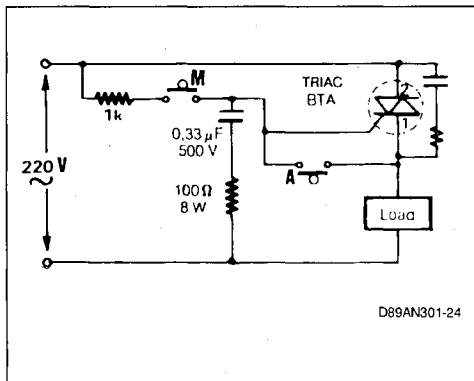 M
1k
0,33 µF
500 V
100Ω
8 W
220 V
TRIAC
BTA
2
1
A
Load
D89AN301-24